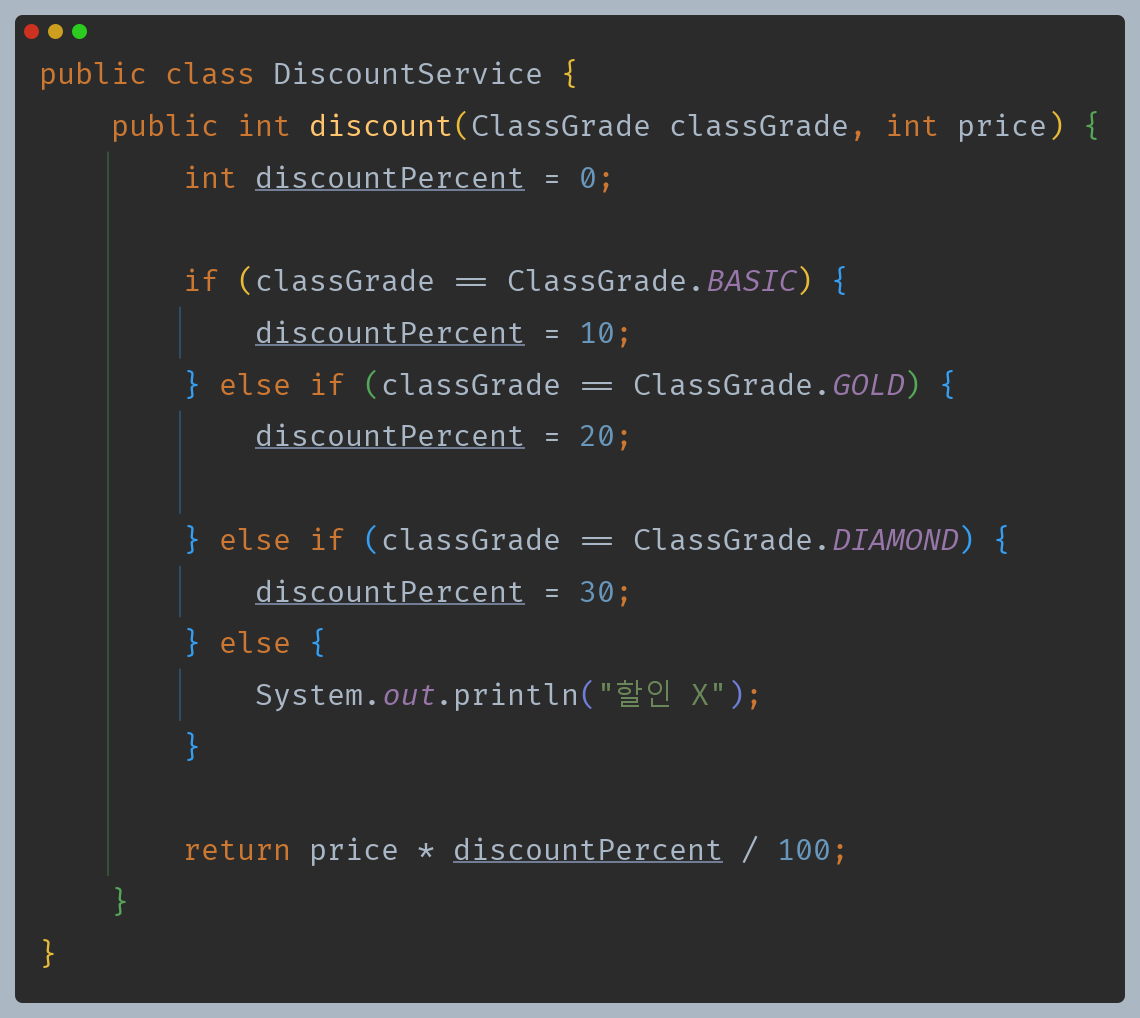 public class DiscountService {
    public int discount(ClassGrade classGrade, int price) {
        int discountPercent = 0;

        if (classGrade == ClassGrade.BASIC) {
            discountPercent = 10;
        } else if (classGrade == ClassGrade.GOLD) {
            discountPercent = 20;

        } else if (classGrade == ClassGrade.DIAMOND) {
            discountPercent = 30;
        } else {
            System.out.println("할인 X");
        }

        return price * discountPercent / 100;
    }
}